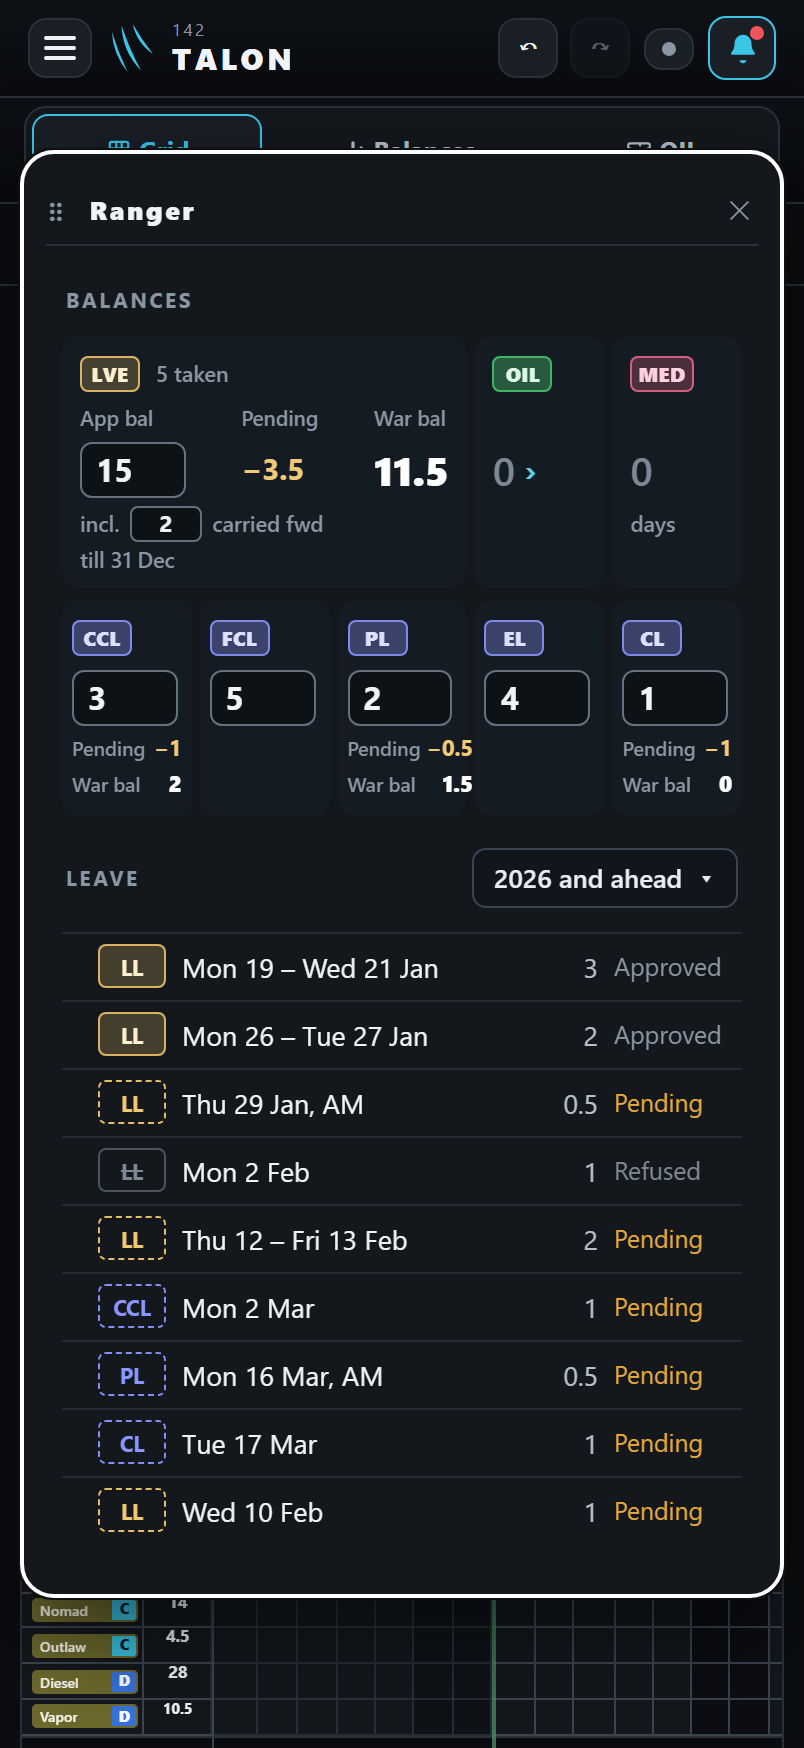 142
TALON
Grid
Balances
OIL
Ranger
BALANCES
LVE 5 taken
App bal Pending War bal
15 −3.5 11.5
incl. 2 carried fwd
till 31 Dec
OIL
0 ›
MED
0
days
CCL FCL PL EL CL
3 5 2 4 1
Pending −1 Pending −0.5 Pending −1
War bal 2 War bal 1.5 War bal 0
LEAVE 2026 and ahead
LL Mon 19 – Wed 21 Jan 3 Approved
LL Mon 26 – Tue 27 Jan 2 Approved
LL Thu 29 Jan, AM 0.5 Pending
LL Mon 2 Feb 1 Refused
LL Thu 12 – Fri 13 Feb 2 Pending
CCL Mon 2 Mar 1 Pending
PL Mon 16 Mar, AM 0.5 Pending
CL Tue 17 Mar 1 Pending
LL Wed 10 Feb 1 Pending
Nomad C 14
Outlaw C 4.5
Diesel D 28
Vapor D 10.5